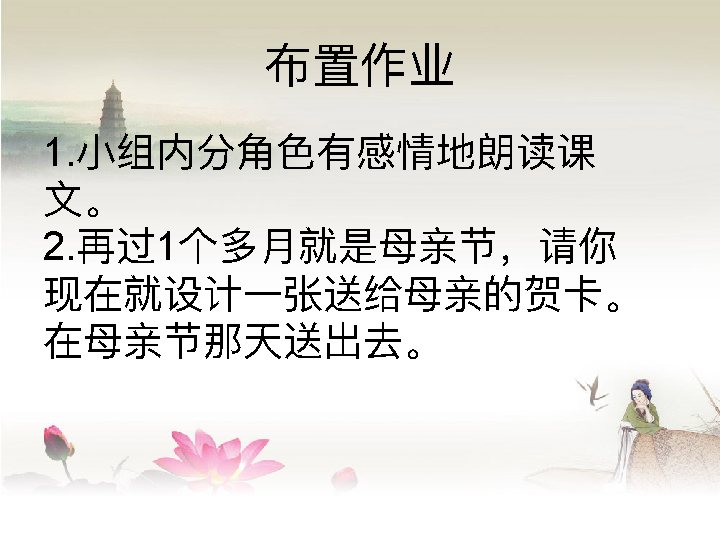 布置作业
1.小组内分角色有感情地朗读课
文。
2.再过1个多月就是母亲节，请你
现在就设计一张送给母亲的贺卡。
在母亲节那天送出去。